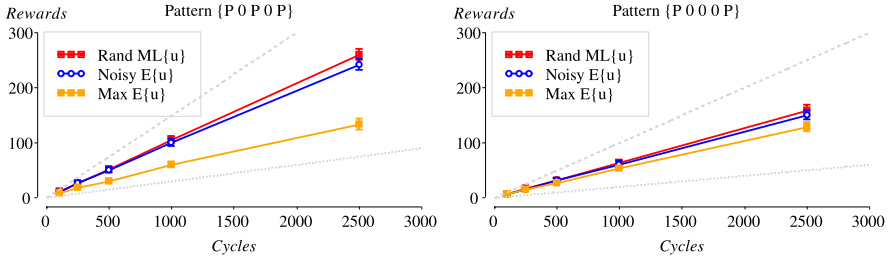 Rewards
Pattern {P 0 P 0 P}
300
200
100
0
Rand ML{u}
Noisy E{u}
Max E{u}
0 500 1000 1500 2000 2500 3000
Cycles
Rewards
Pattern {P 0 0 0 P}
300
200
100
0
Rand ML{u}
Noisy E{u}
Max E{u}
0 500 1000 1500 2000 2500 3000
Cycles